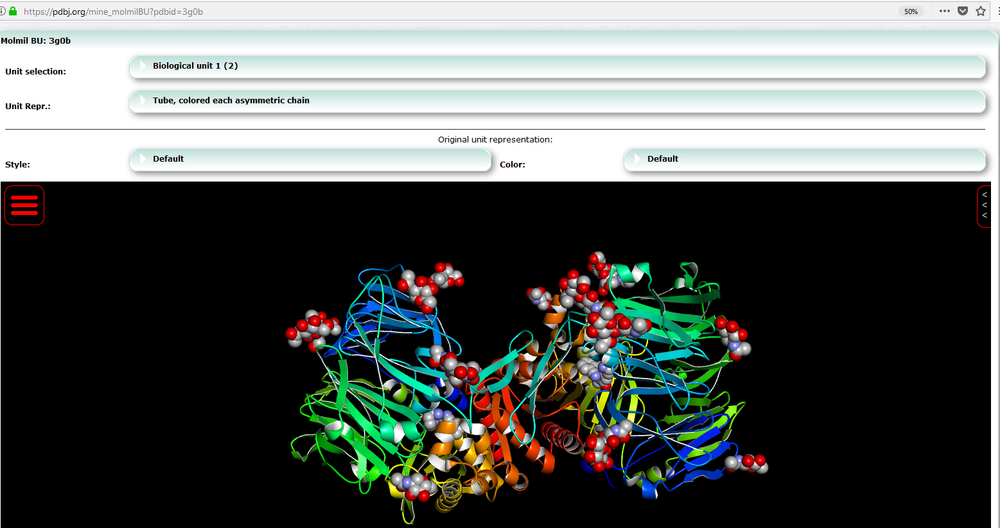 https://pdbj.org/mine_molmilBU?pdbid=3g0b
50%
Molmil BU: 3g0b
Unit selection:
Biological unit 1 (2)
Unit Repr.:
Tube, colored each asymmetric chain
Original unit representation:
Style:
Default
Color:
Default
<
<
<